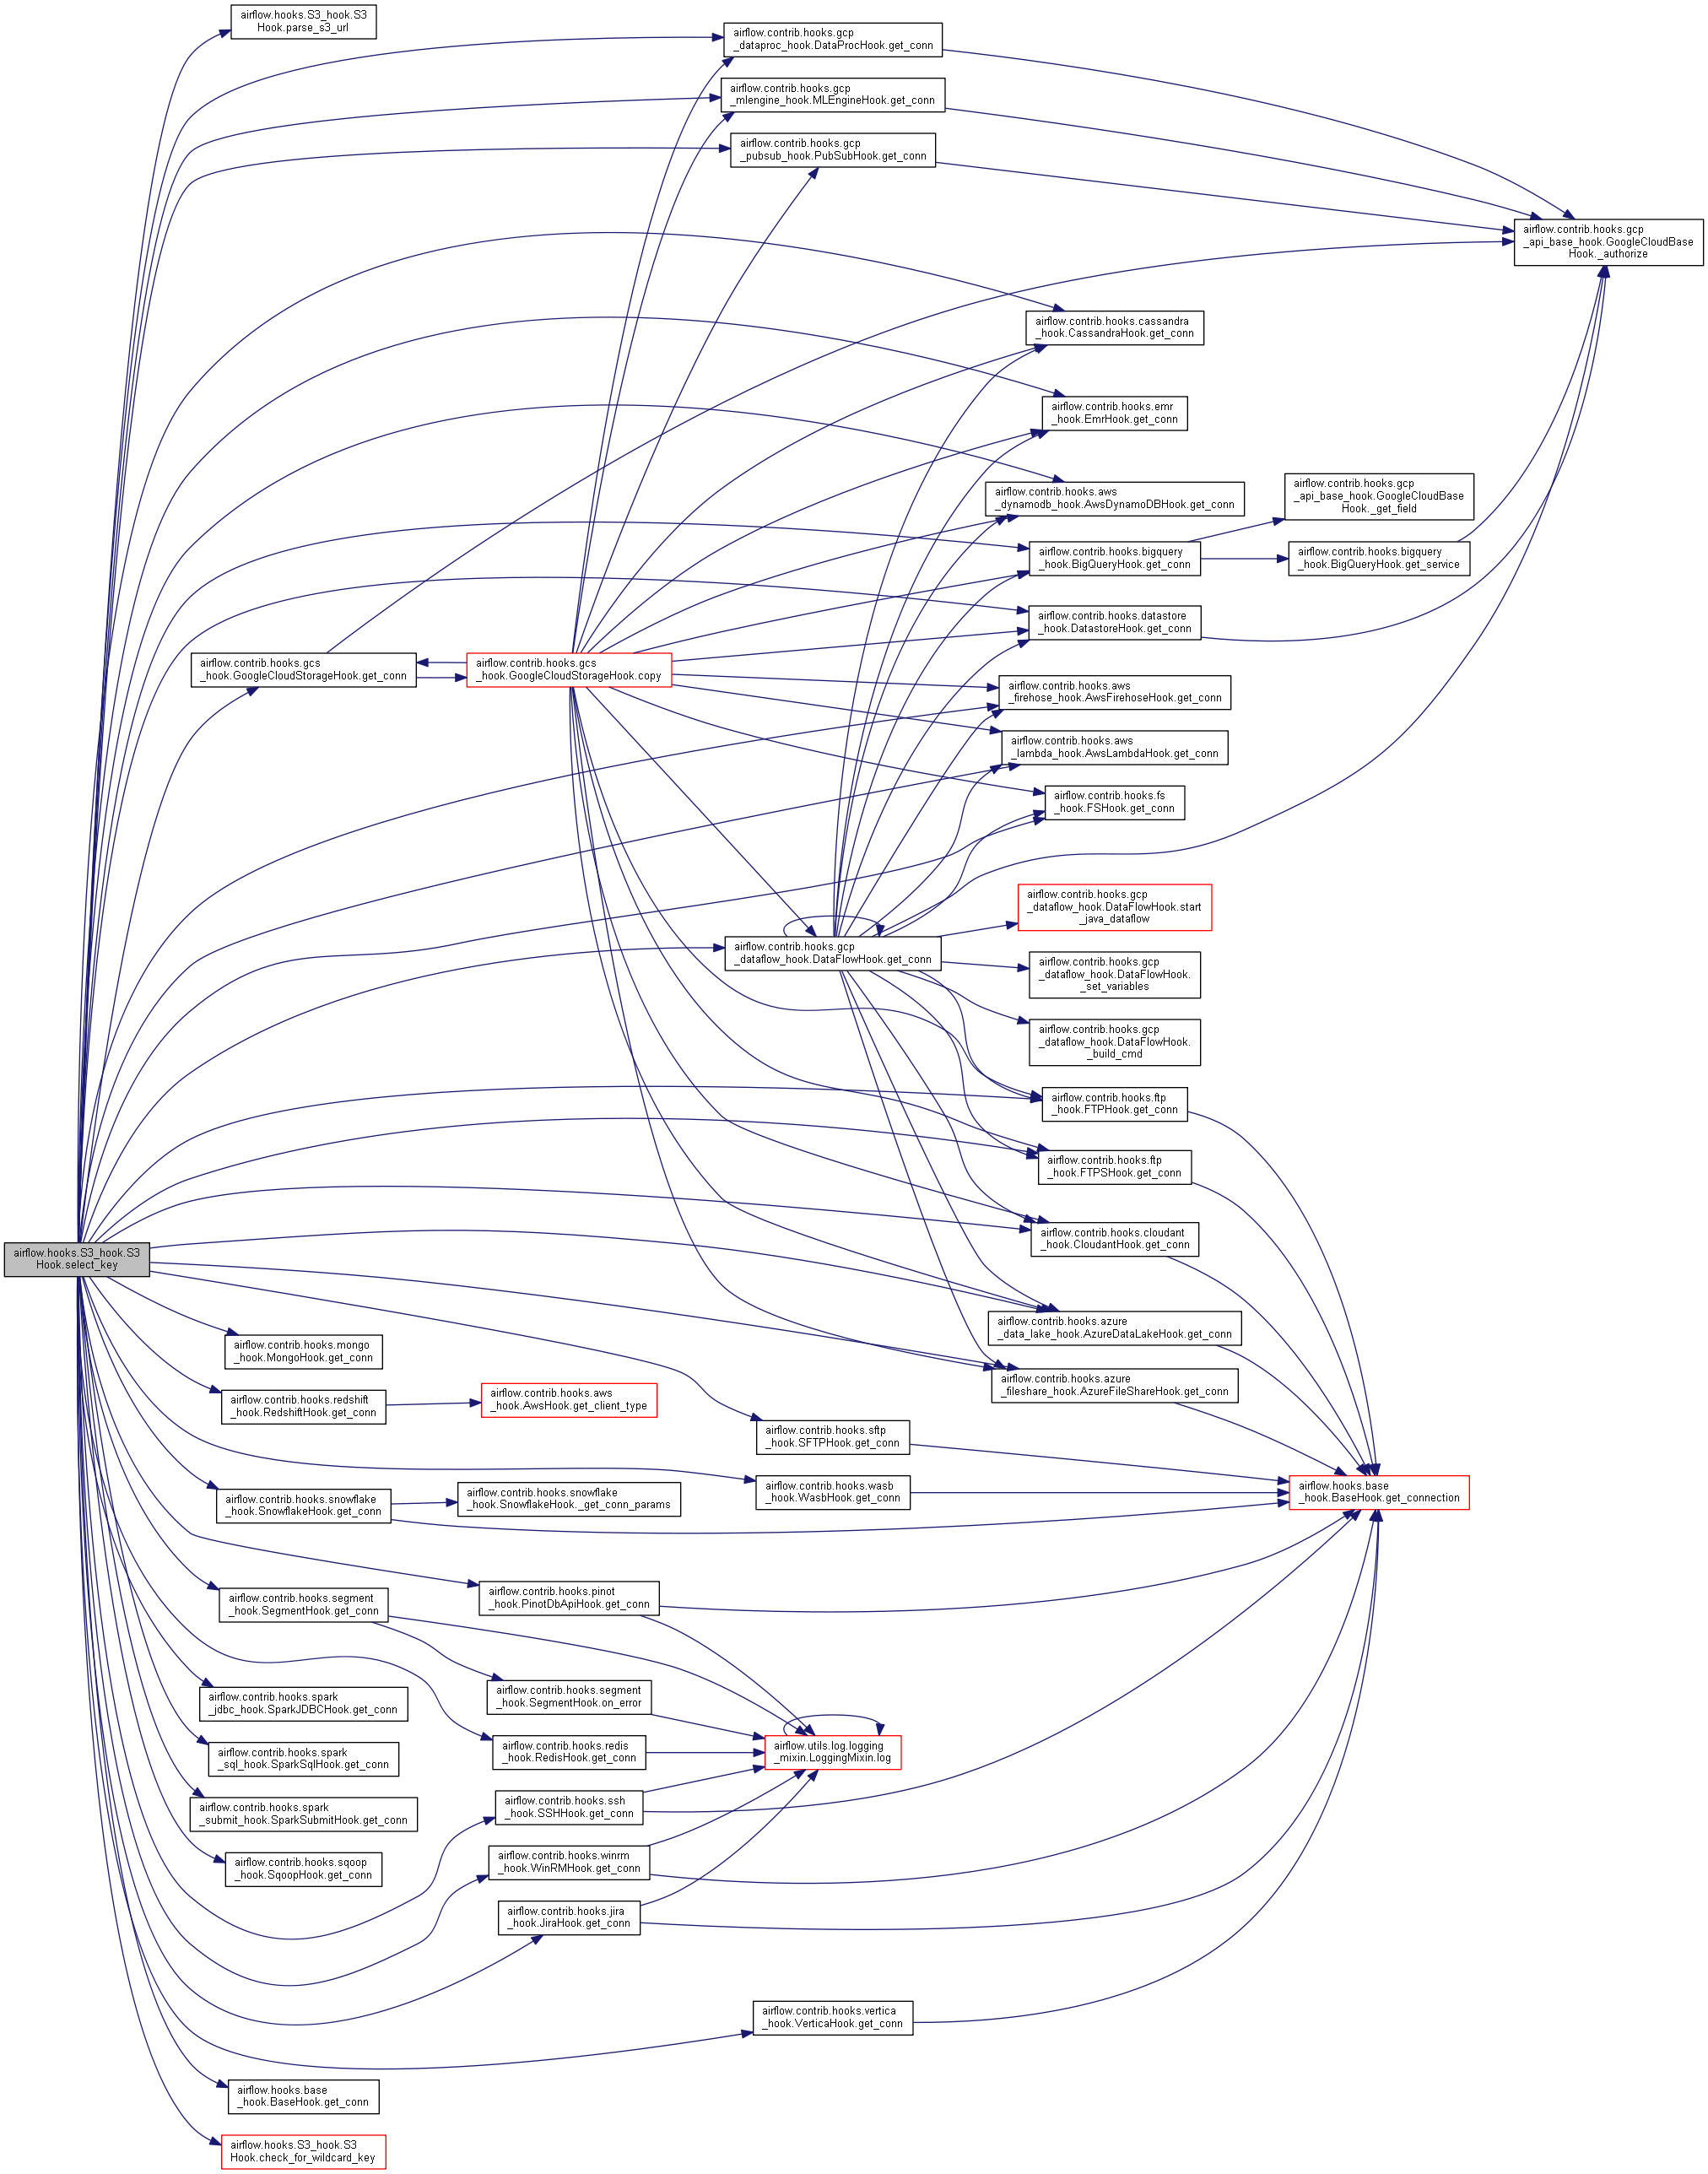 airflow.hooks.S3_hook.S3
Hook.parse_s3_url
airflow.contrib.hooks.gcp
_dataproc_hook.DataProcHook.get_conn
airflow.contrib.hooks.gcp
_mlengine_hook.MLEngineHook.get_conn
airflow.contrib.hooks.gcp
_pubsub_hook.PubSubHook.get_conn
airflow.contrib.hooks.gcp
_api_base_hook.GoogleCloudBase
Hook._authorize
airflow.contrib.hooks.cassandra
_hook.CassandraHook.get_conn
airflow.contrib.hooks.emr
_hook.EmrHook.get_conn
airflow.contrib.hooks.aws
_dynamodb_hook.AwsDynamoDBHook.get_conn
airflow.contrib.hooks.gcp
_api_base_hook.GoogleCloudBase
Hook._get_field
airflow.contrib.hooks.bigquery
_hook.BigQueryHook.get_conn
airflow.contrib.hooks.bigquery
_hook.BigQueryHook.get_service
airflow.contrib.hooks.datastore
_hook.DatastoreHook.get_conn
airflow.contrib.hooks.gcs
_hook.GoogleCloudStorageHook.get_conn
airflow.contrib.hooks.gcs
_hook.GoogleCloudStorageHook.copy
airflow.contrib.hooks.aws
_firehose_hook.AwsFirehoseHook.get_conn
airflow.contrib.hooks.aws
_lambda_hook.AwsLambdaHook.get_conn
airflow.contrib.hooks.fs
_hook.FSHook.get_conn
airflow.contrib.hooks.gcp
_dataflow_hook.DataFlowHook.start
_java_dataflow
airflow.contrib.hooks.gcp
_dataflow_hook.DataFlowHook.get_conn
airflow.contrib.hooks.gcp
_dataflow_hook.DataFlowHook.
_set_variables
airflow.contrib.hooks.gcp
_dataflow_hook.DataFlowHook.
_build_cmd
airflow.contrib.hooks.ftp
_hook.FTPHook.get_conn
airflow.contrib.hooks.ftp
_hook.FTPSHook.get_conn
airflow.contrib.hooks.cloudant
_hook.CloudantHook.get_conn
airflow.hooks.S3_hook.S3
Hook.select_key
airflow.contrib.hooks.azure
_data_lake_hook.AzureDataLakeHook.get_conn
airflow.contrib.hooks.mongo
_hook.MongoHook.get_conn
airflow.contrib.hooks.azure
_fileshare_hook.AzureFileShareHook.get_conn
airflow.contrib.hooks.redshift
_hook.RedshiftHook.get_conn
airflow.contrib.hooks.aws
_hook.AwsHook.get_client_type
airflow.contrib.hooks.sftp
_hook.SFTPHook.get_conn
airflow.contrib.hooks.wasb
_hook.WasbHook.get_conn
airflow.hooks.base
_hook.BaseHook.get_connection
airflow.contrib.hooks.snowflake
_hook.SnowflakeHook.get_conn
airflow.contrib.hooks.snowflake
_hook.SnowflakeHook._get_conn_params
airflow.contrib.hooks.pinot
_hook.PinotDbApiHook.get_conn
airflow.contrib.hooks.segment
_hook.SegmentHook.get_conn
airflow.contrib.hooks.segment
_hook.SegmentHook.on_error
airflow.contrib.hooks.spark
_jdbc_hook.SparkJDBCHook.get_conn
airflow.contrib.hooks.redis
_hook.RedisHook.get_conn
airflow.utils.log.logging
_mixin.LoggingMixin.log
airflow.contrib.hooks.spark
_sql_hook.SparkSqlHook.get_conn
airflow.contrib.hooks.ssh
_hook.SSHHook.get_conn
airflow.contrib.hooks.spark
_submit_hook.SparkSubmitHook.get_conn
airflow.contrib.hooks.winrm
_hook.WinRMHook.get_conn
airflow.contrib.hooks.sqoop
_hook.SqoopHook.get_conn
airflow.contrib.hooks.jira
_hook.JiraHook.get_conn
airflow.contrib.hooks.vertica
_hook.VerticaHook.get_conn
airflow.hooks.base
_hook.BaseHook.get_conn
airflow.hooks.S3_hook.S3
Hook.check_for_wildcard_key